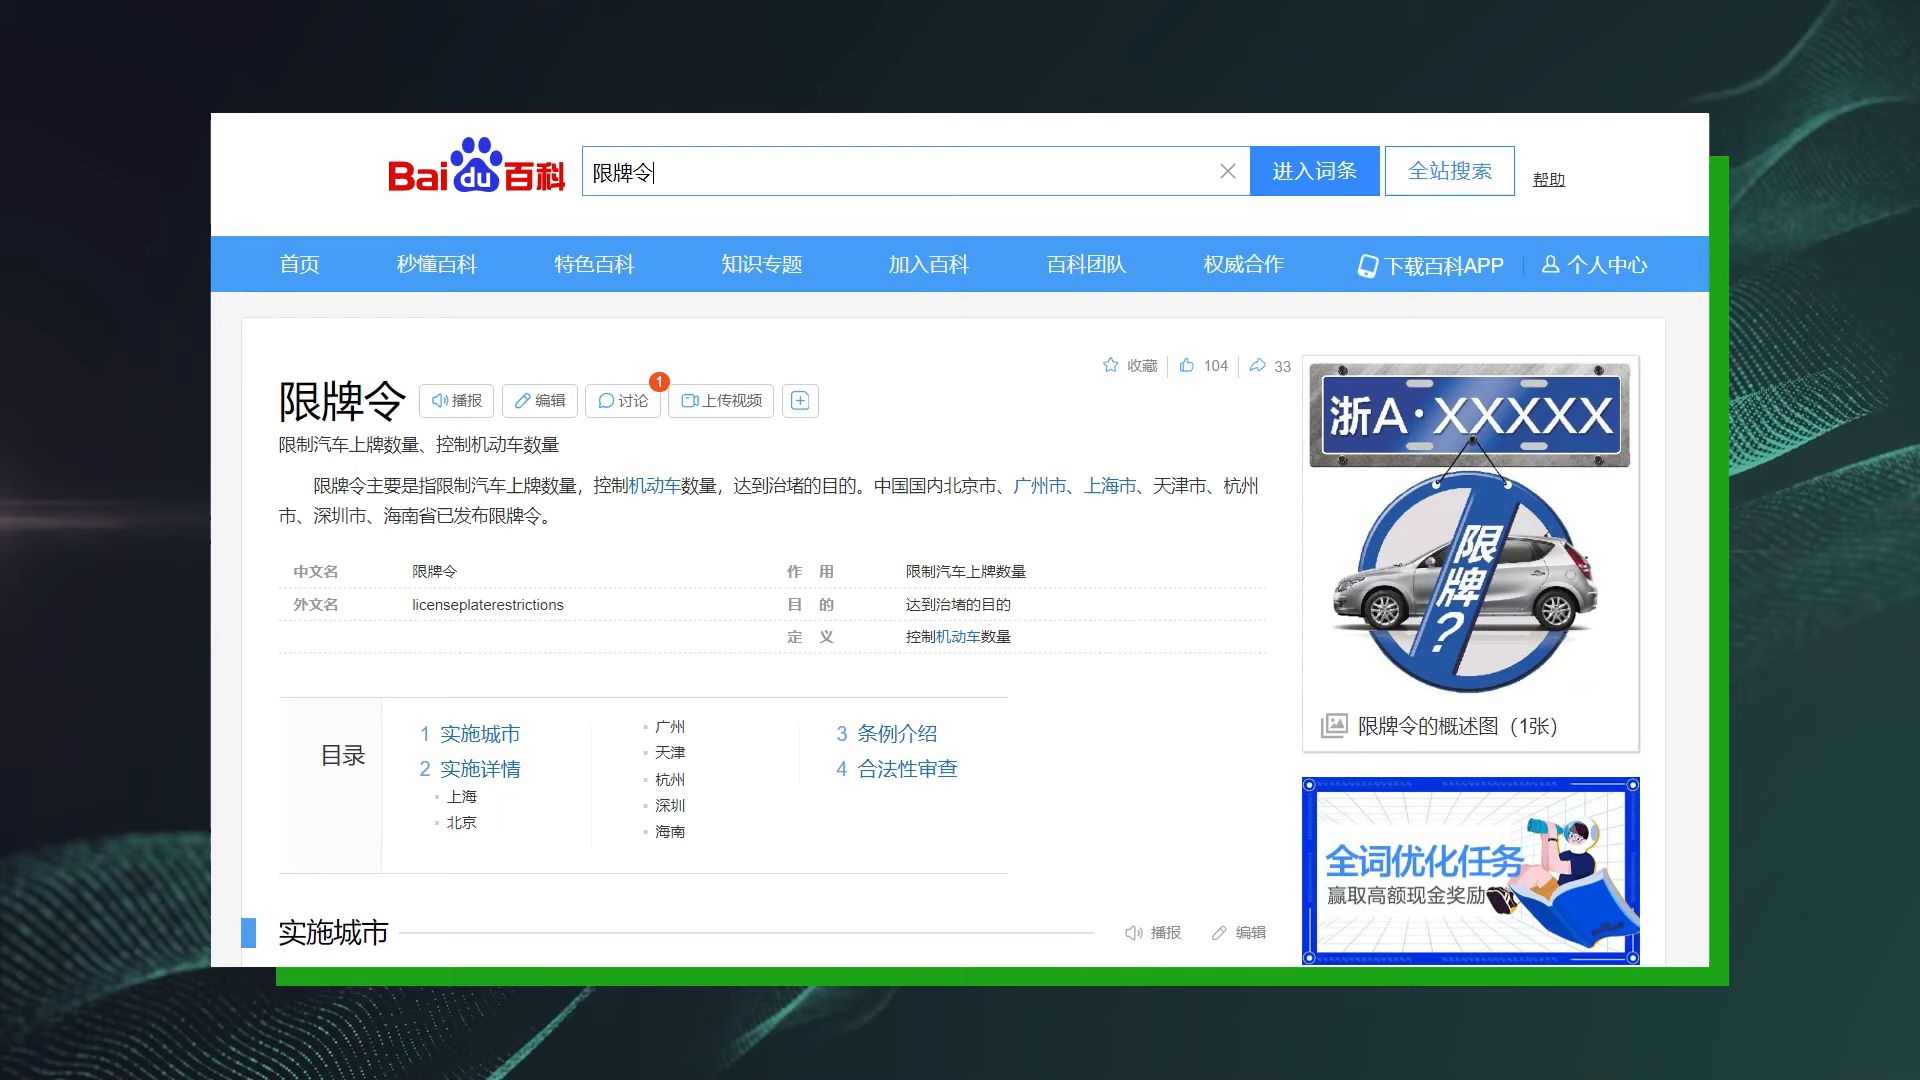 Bai du 百科
限牌令
进入词条
全站搜索
帮助
首页 秒懂百科 特色百科 知识专题 加入百科 百科团队 权威合作 下载百科APP 个人中心
收藏 104 33
限牌令 播报 编辑 讨论 1 上传视频
限制汽车上牌数量、控制机动车数量
限牌令主要是指限制汽车上牌数量，控制机动车数量，达到治堵的目的。中国国内北京市、广州市、上海市、天津市、杭州
市、深圳市、海南省已发布限牌令。
中文名 限牌令
外文名 licenseplaterestrictions
作 用 限制汽车上牌数量
目 的 达到治堵的目的
定 义 控制机动车数量
目录
1 实施城市
2 实施详情
上海
北京
广州
天津
杭州
深圳
海南
3 条例介绍
4 合法性审查
实施城市
播报 编辑
浙A·XXXXX
限牌?
限牌令的概述图（1张）
全词优化任务
赢取高额现金奖励